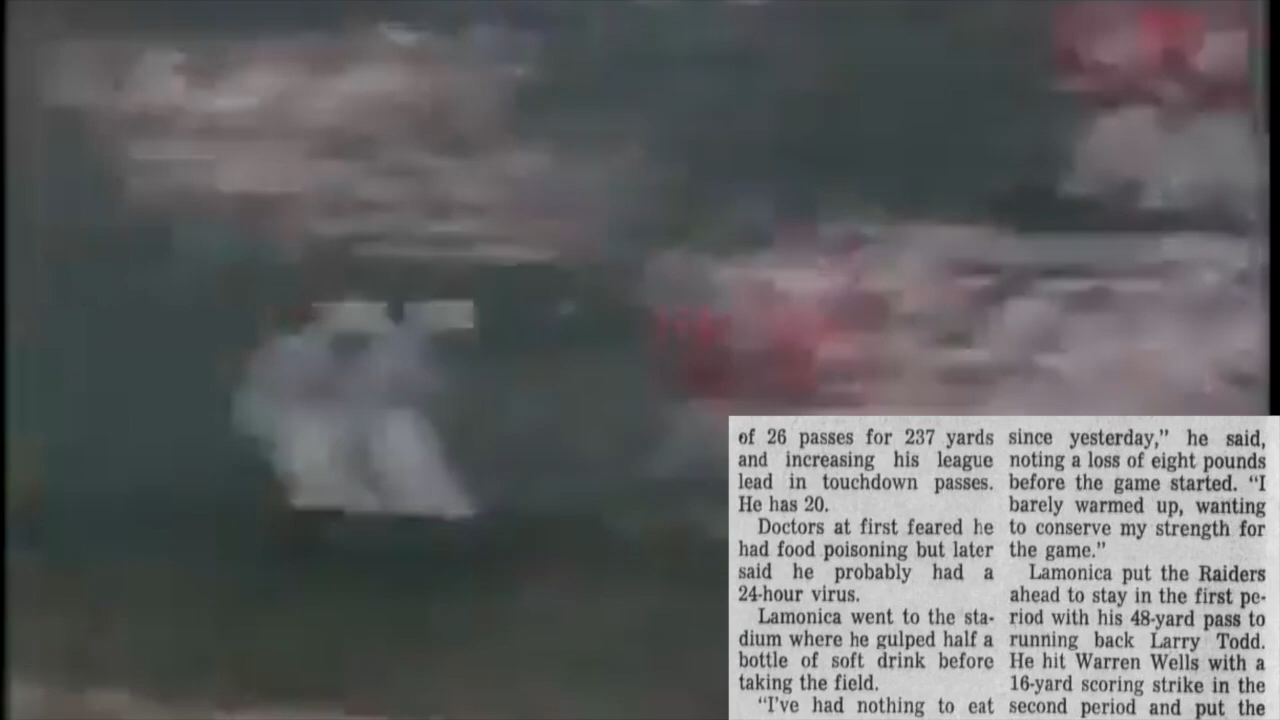 of 26 passes for 237 yards
and increasing his league
lead in touchdown passes.
He has 20.
Doctors at first feared he
had food poisoning but later
said he probably had a
24-hour virus.
Lamonica went to the sta-
dium where he gulped half a
bottle of soft drink before
taking the field.
“I’ve had nothing to eat
since yesterday,” he said,
noting a loss of eight pounds
before the game started. “I
barely warmed up, wanting
to conserve my strength for
the game.”
Lamonica put the Raiders
ahead to stay in the first pe-
riod with his 48-yard pass to
running back Larry Todd.
He hit Warren Wells with a
16-yard scoring strike in the
second period and put the